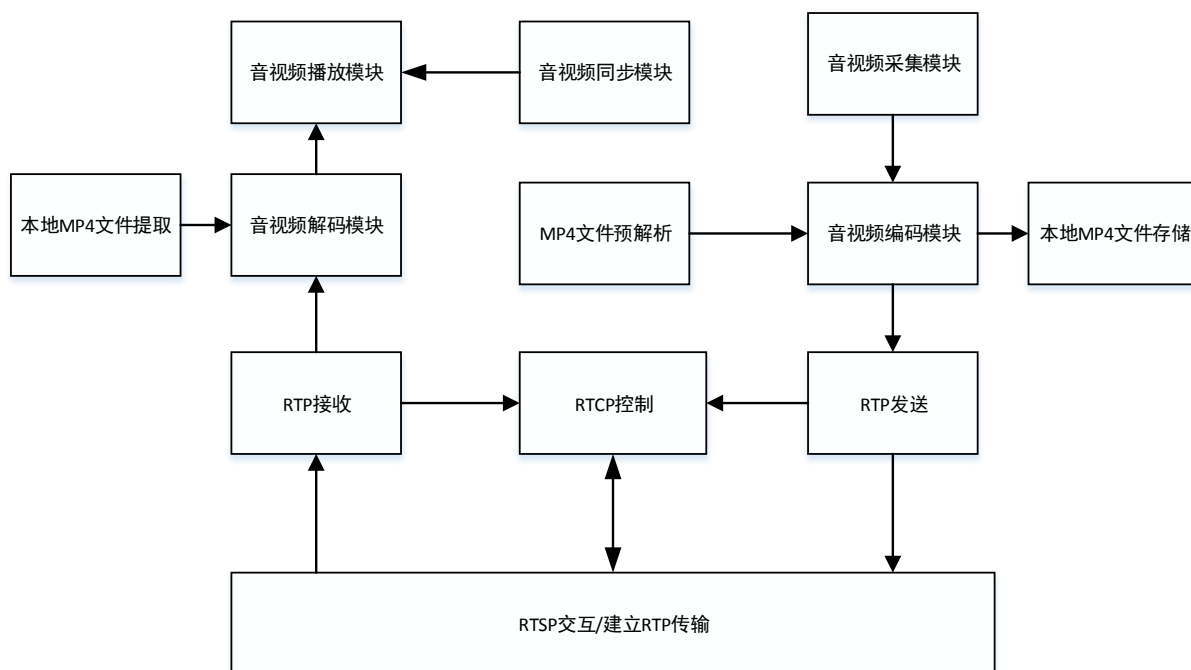 音视频播放模块
音视频同步模块
音视频采集模块
本地MP4文件提取
音视频解码模块
MP4文件预解析
音视频编码模块
本地MP4文件存储
RTP接收
RTCP控制
RTP发送
RTSP交互/建立RTP传输